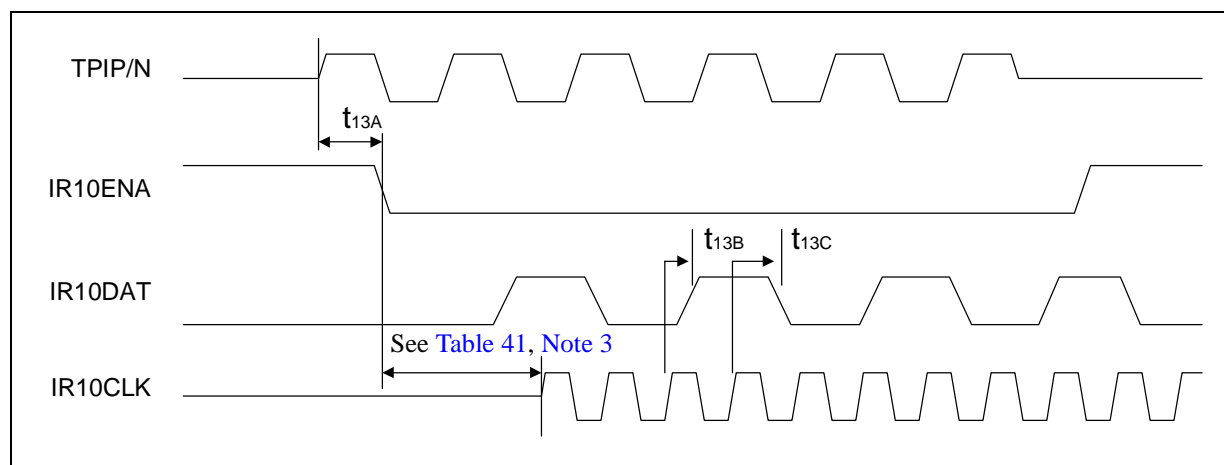 TPIP/N
t13A
IR10ENA
t13B
t13C
IR10DAT
See Table 41, Note 3
IR10CLK